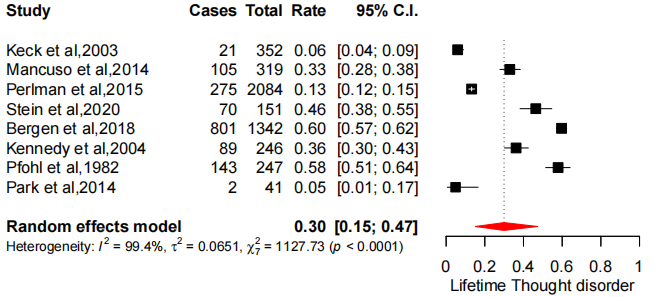 Study Cases Total Rate 95% C.I.
Keck et al,2003 21 352 0.06 [0.04; 0.09]
Mancuso et al,2014 105 319 0.33 [0.28; 0.38]
Perlman et al,2015 275 2084 0.13 [0.12; 0.15]
Stein et al,2020 70 151 0.46 [0.38; 0.55]
Bergen et al,2018 801 1342 0.60 [0.57; 0.62]
Kennedy et al,2004 89 246 0.36 [0.30; 0.43]
Pfohl et al,1982 143 247 0.58 [0.51; 0.64]
Park et al,2014 2 41 0.05 [0.01; 0.17]
Random effects model 0.30 [0.15; 0.47]
Heterogeneity: I² = 99.4%, τ² = 0.0651, χ²₇ = 1127.73 (p < 0.0001)
0 0.2 0.4 0.6 0.8 1
Lifetime Thought disorder